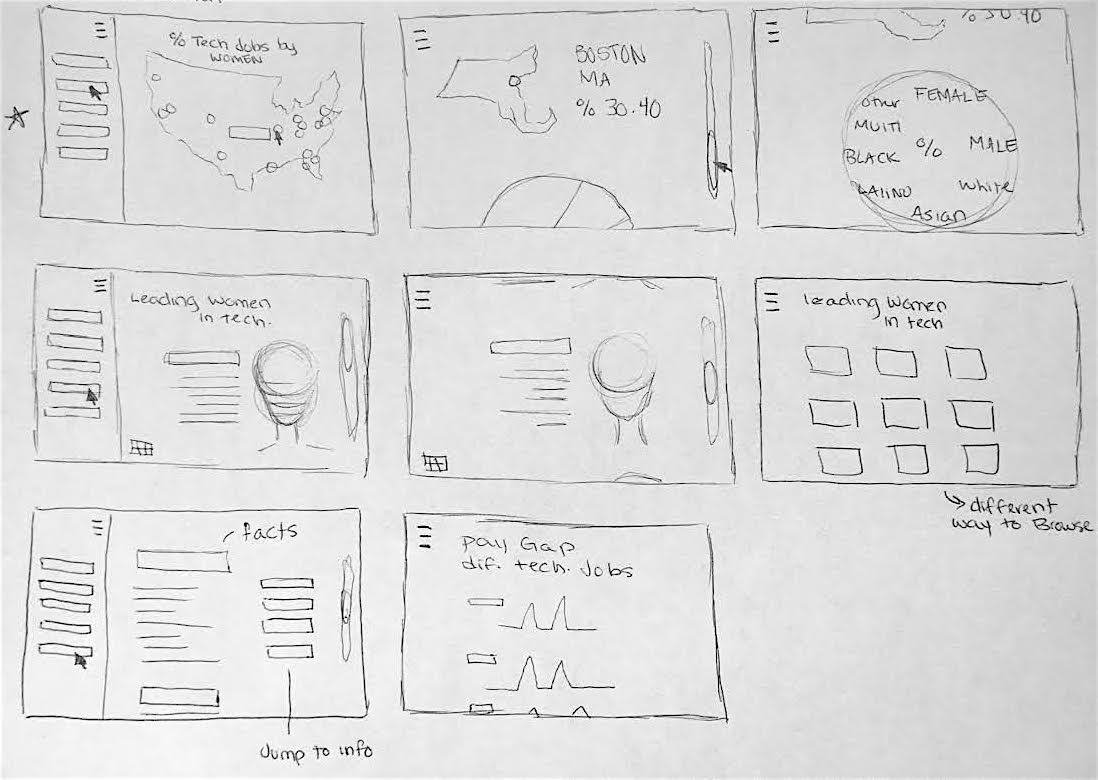 % Tech Jobs by
WOMEN
BOSTON
MA
% 30.40
% 30.40
other FEMALE
MULTI
BLACK % MALE
LATINO White
Asian
Leading Women
in tech.
leading women
in tech
different
way to Browse
facts
Jump to info
pay Gap
dif. tech. Jobs